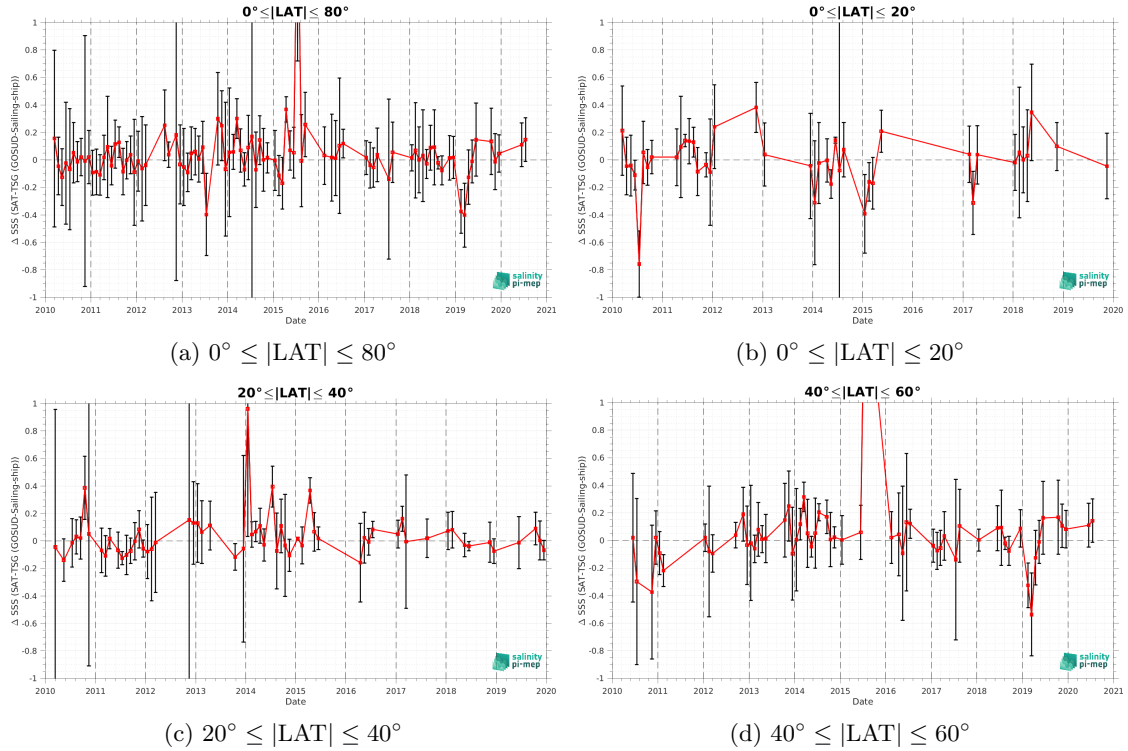 0°≤|LAT|≤ 80°
Δ SSS (SAT-TSG (GOSUD-Sailing-ship))
1
0.8
0.6
0.4
0.2
0
-0.2
-0.4
-0.6
-0.8
-1
2010 2011 2012 2013 2014 2015 2016 2017 2018 2019 2020 2021
Date
salinity
pi-mep
(a) 0° ≤ |LAT| ≤ 80°
0°≤|LAT|≤ 20°
Δ SSS (SAT-TSG (GOSUD-Sailing-ship))
1
0.8
0.6
0.4
0.2
0
-0.2
-0.4
-0.6
-0.8
-1
2010 2011 2012 2013 2014 2015 2016 2017 2018 2019 2020
Date
salinity
pi-mep
(b) 0° ≤ |LAT| ≤ 20°
20°≤|LAT|≤ 40°
Δ SSS (SAT-TSG (GOSUD-Sailing-ship))
1
0.8
0.6
0.4
0.2
0
-0.2
-0.4
-0.6
-0.8
-1
2010 2011 2012 2013 2014 2015 2016 2017 2018 2019 2020
Date
salinity
pi-mep
(c) 20° ≤ |LAT| ≤ 40°
40°≤|LAT|≤ 60°
Δ SSS (SAT-TSG (GOSUD-Sailing-ship))
1
0.8
0.6
0.4
0.2
0
-0.2
-0.4
-0.6
-0.8
-1
2010 2011 2012 2013 2014 2015 2016 2017 2018 2019 2020 2021
Date
salinity
pi-mep
(d) 40° ≤ |LAT| ≤ 60°